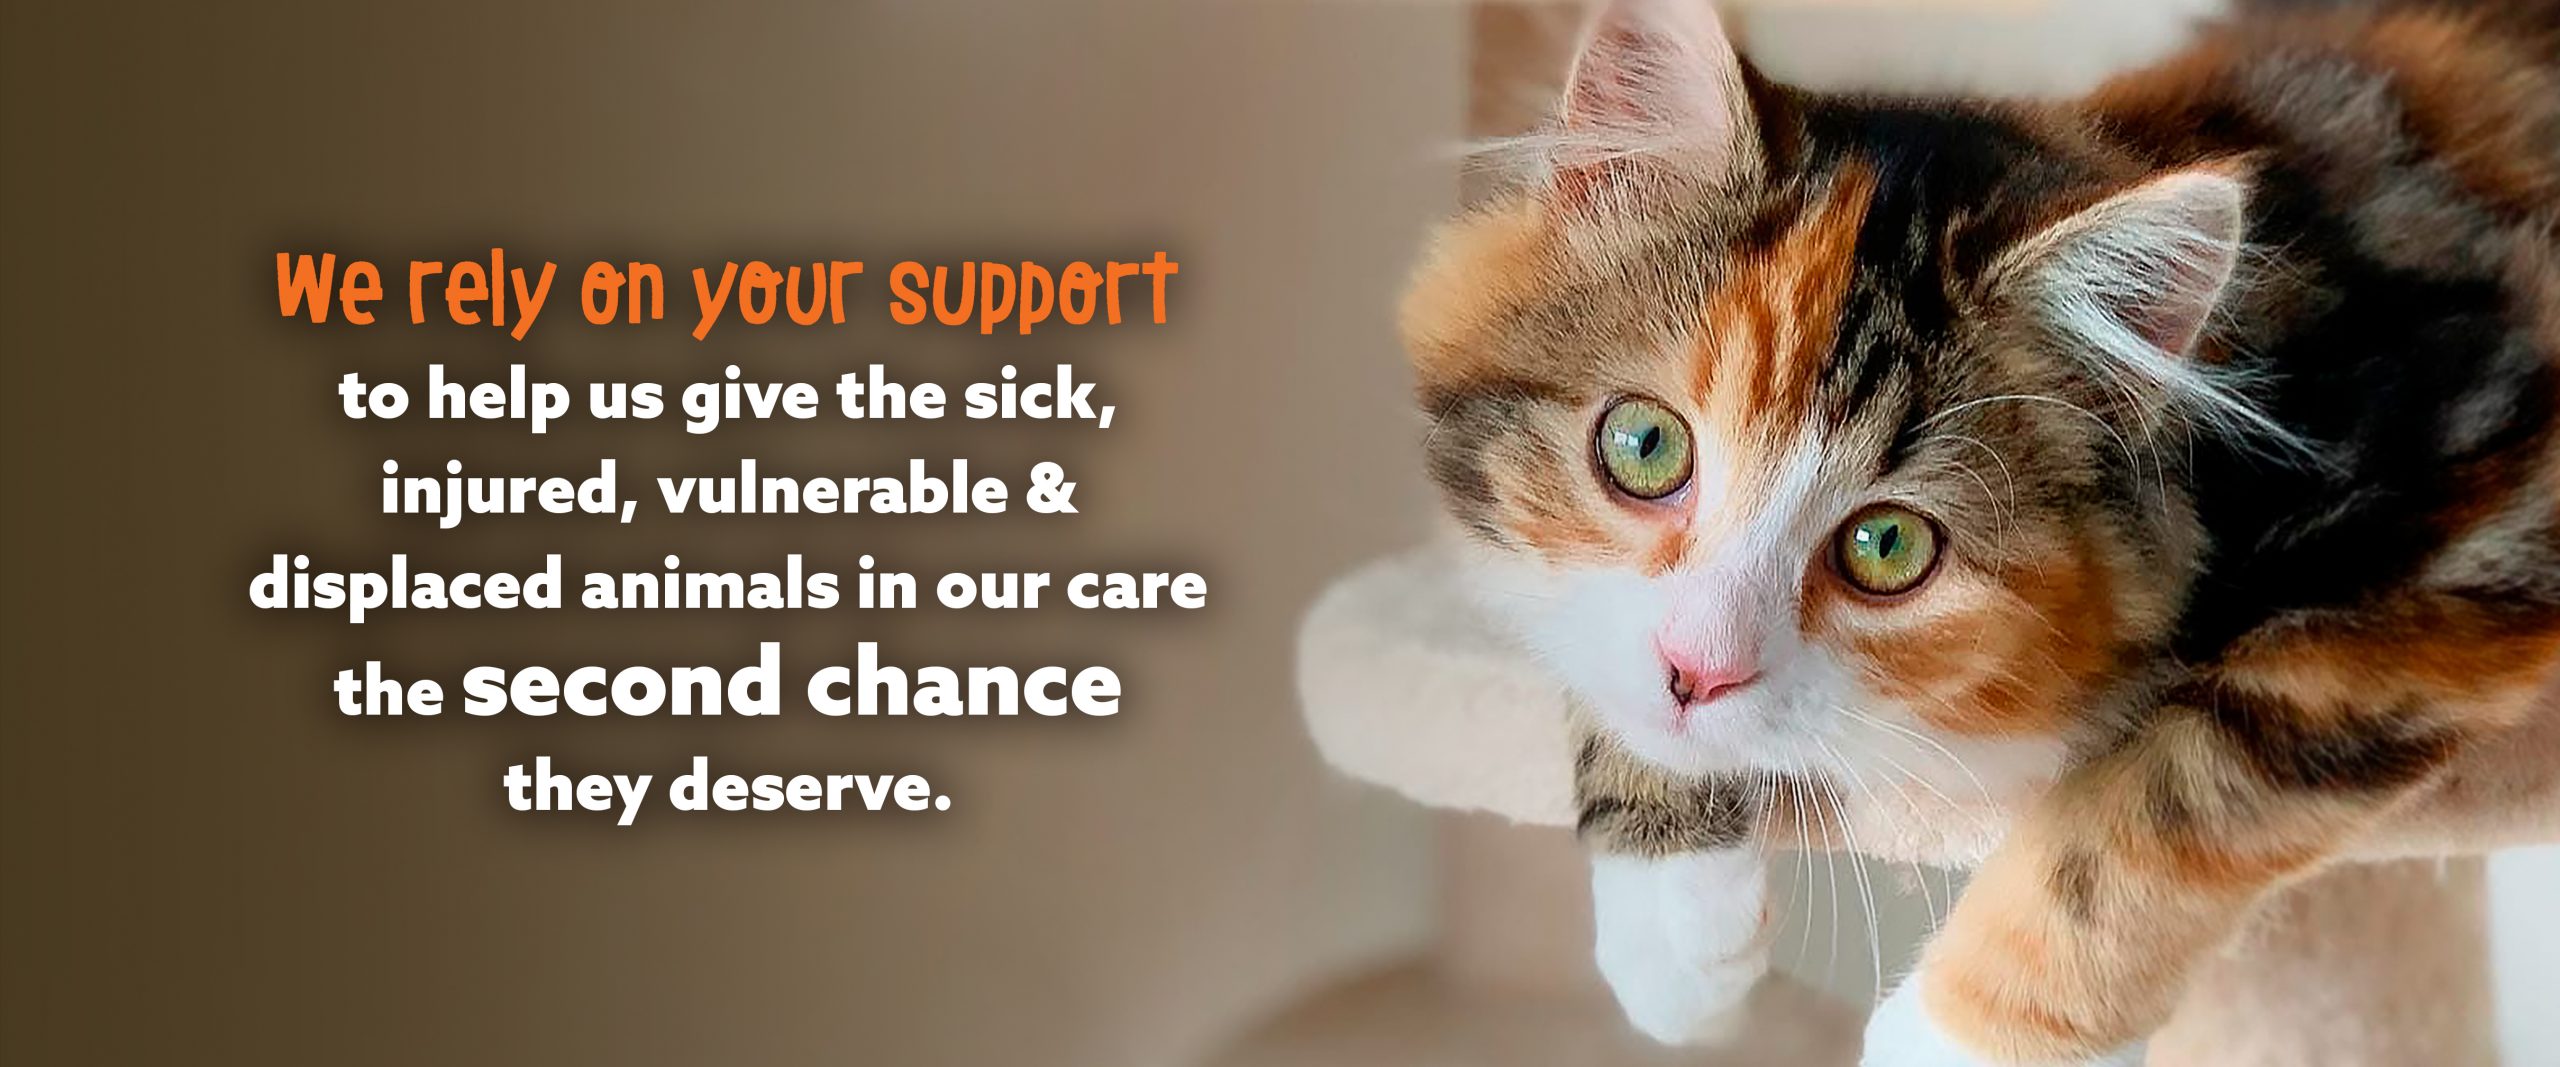 We rely on your support
to help us give the sick,
injured, vulnerable &
displaced animals in our care
the second chance
they deserve.